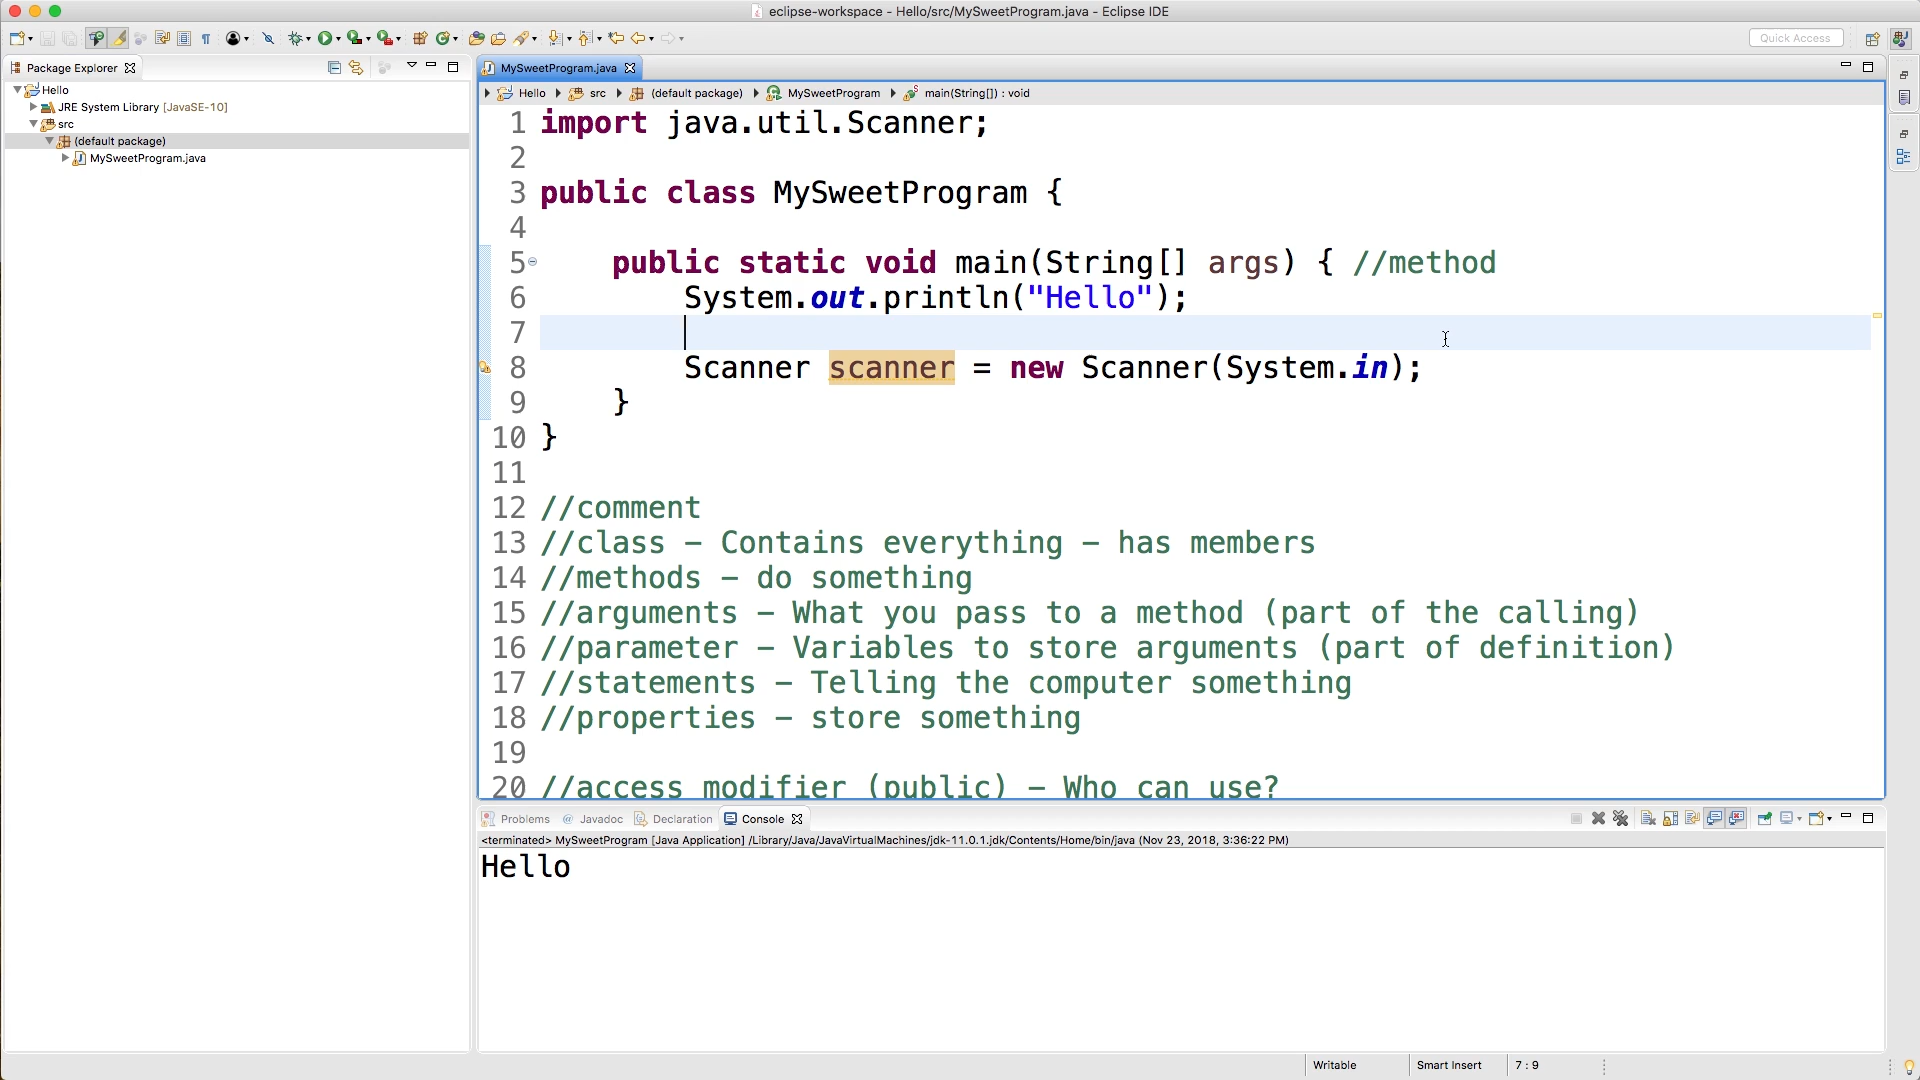 eclipse-workspace - Hello/src/MySweetProgram.java - Eclipse IDE
Quick Access
Package Explorer
Hello
JRE System Library [JavaSE-10]
src
(default package)
MySweetProgram.java
MySweetProgram.java
Hello src (default package) MySweetProgram main(String[]) : void
1 import java.util.Scanner;
2
3 public class MySweetProgram {
4
5 public static void main(String[] args) { //method
6 System.out.println("Hello");
7
8 Scanner scanner = new Scanner(System.in);
9 }
10 }
11
12 //comment
13 //class – Contains everything – has members
14 //methods – do something
15 //arguments – What you pass to a method (part of the calling)
16 //parameter – Variables to store arguments (part of definition)
17 //statements – Telling the computer something
18 //properties – store something
19
20 //access modifier (public) – Who can use?
Problems @ Javadoc Declaration Console
<terminated> MySweetProgram [Java Application] /Library/Java/JavaVirtualMachines/jdk-11.0.1.jdk/Contents/Home/bin/java (Nov 23, 2018, 3:36:22 PM)
Hello
Writable Smart Insert 7 : 9